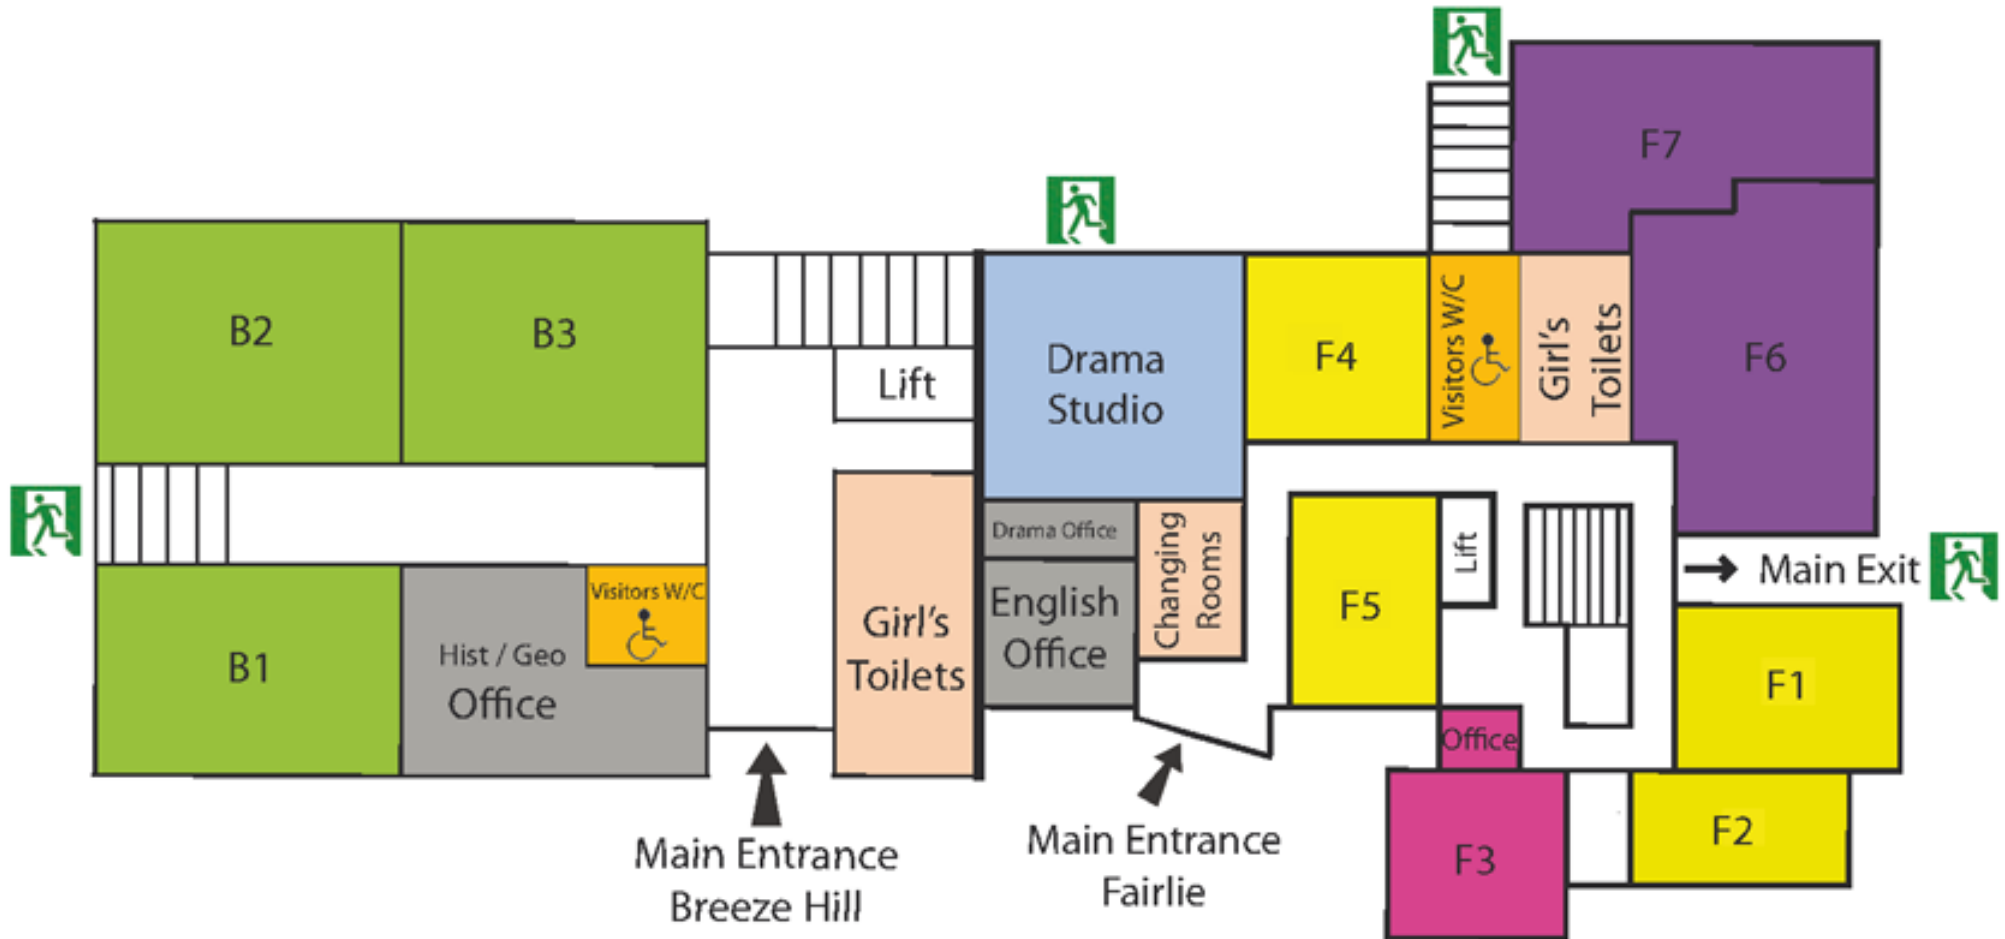 F7
B2
B3
Lift
Drama
Studio
F4
Visitors W/C
Girl's
Toilets
F6
Drama Office
English
Office
Changing
Rooms
F5
Lift
Main Exit
B1
Hist / Geo
Office
Visitors W/C
Girl's
Toilets
Office
F1
F2
F3
Main Entrance
Breeze Hill
Main Entrance
Fairlie